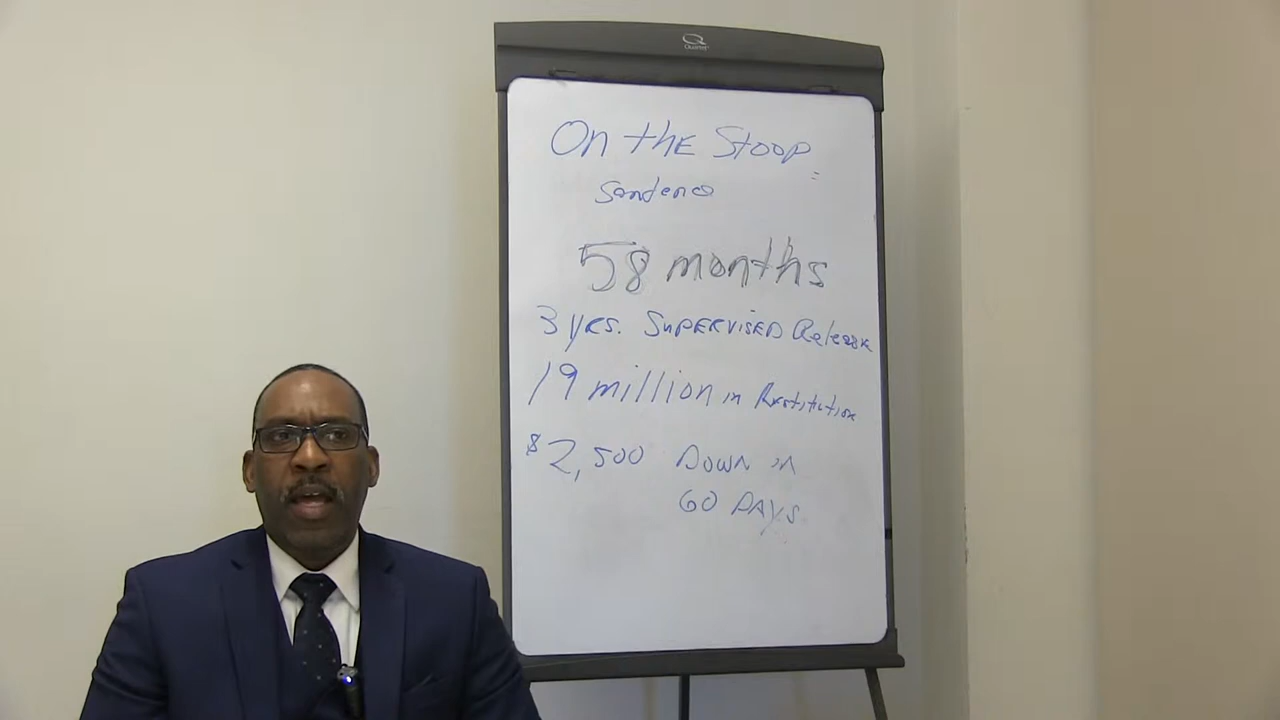 Quartet
On the Stoop
Sentence
58 months
3 yrs. Supervised Release
19 million in Restitution
$2,500 Down in
60 Days